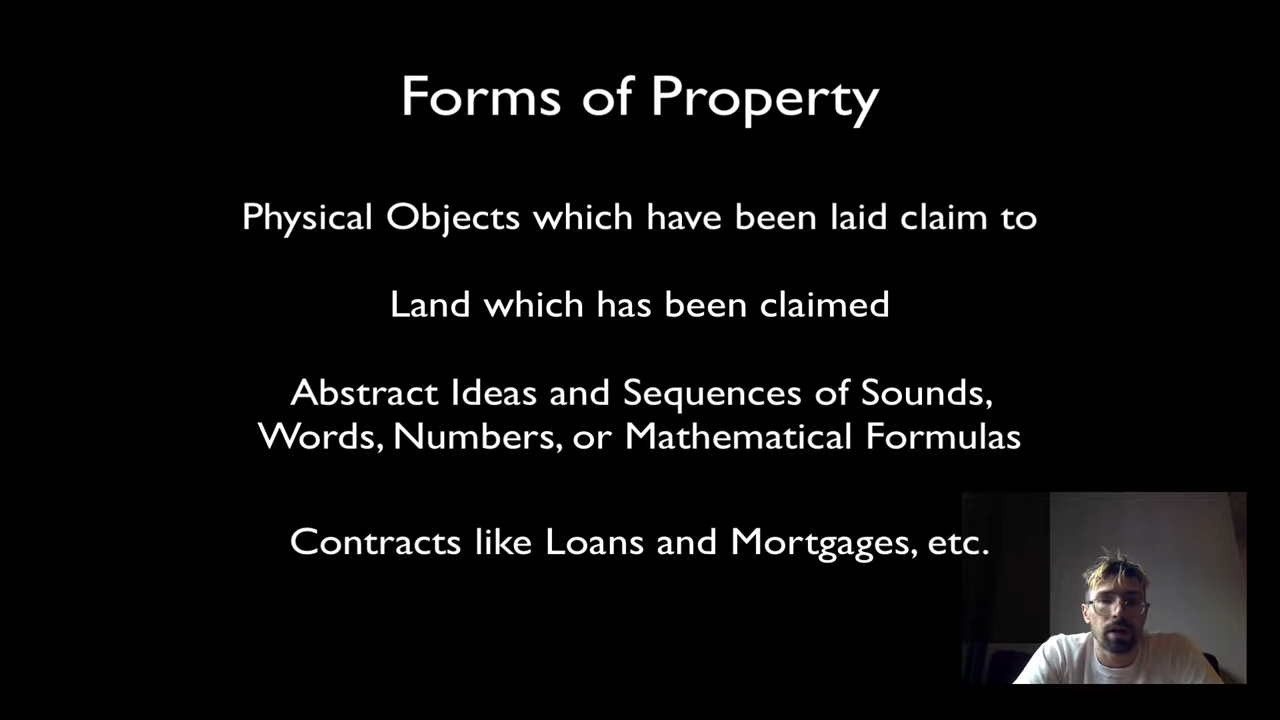 Forms of Property
Physical Objects which have been laid claim to
Land which has been claimed
Abstract Ideas and Sequences of Sounds,
Words, Numbers, or Mathematical Formulas
Contracts like Loans and Mortgages, etc.